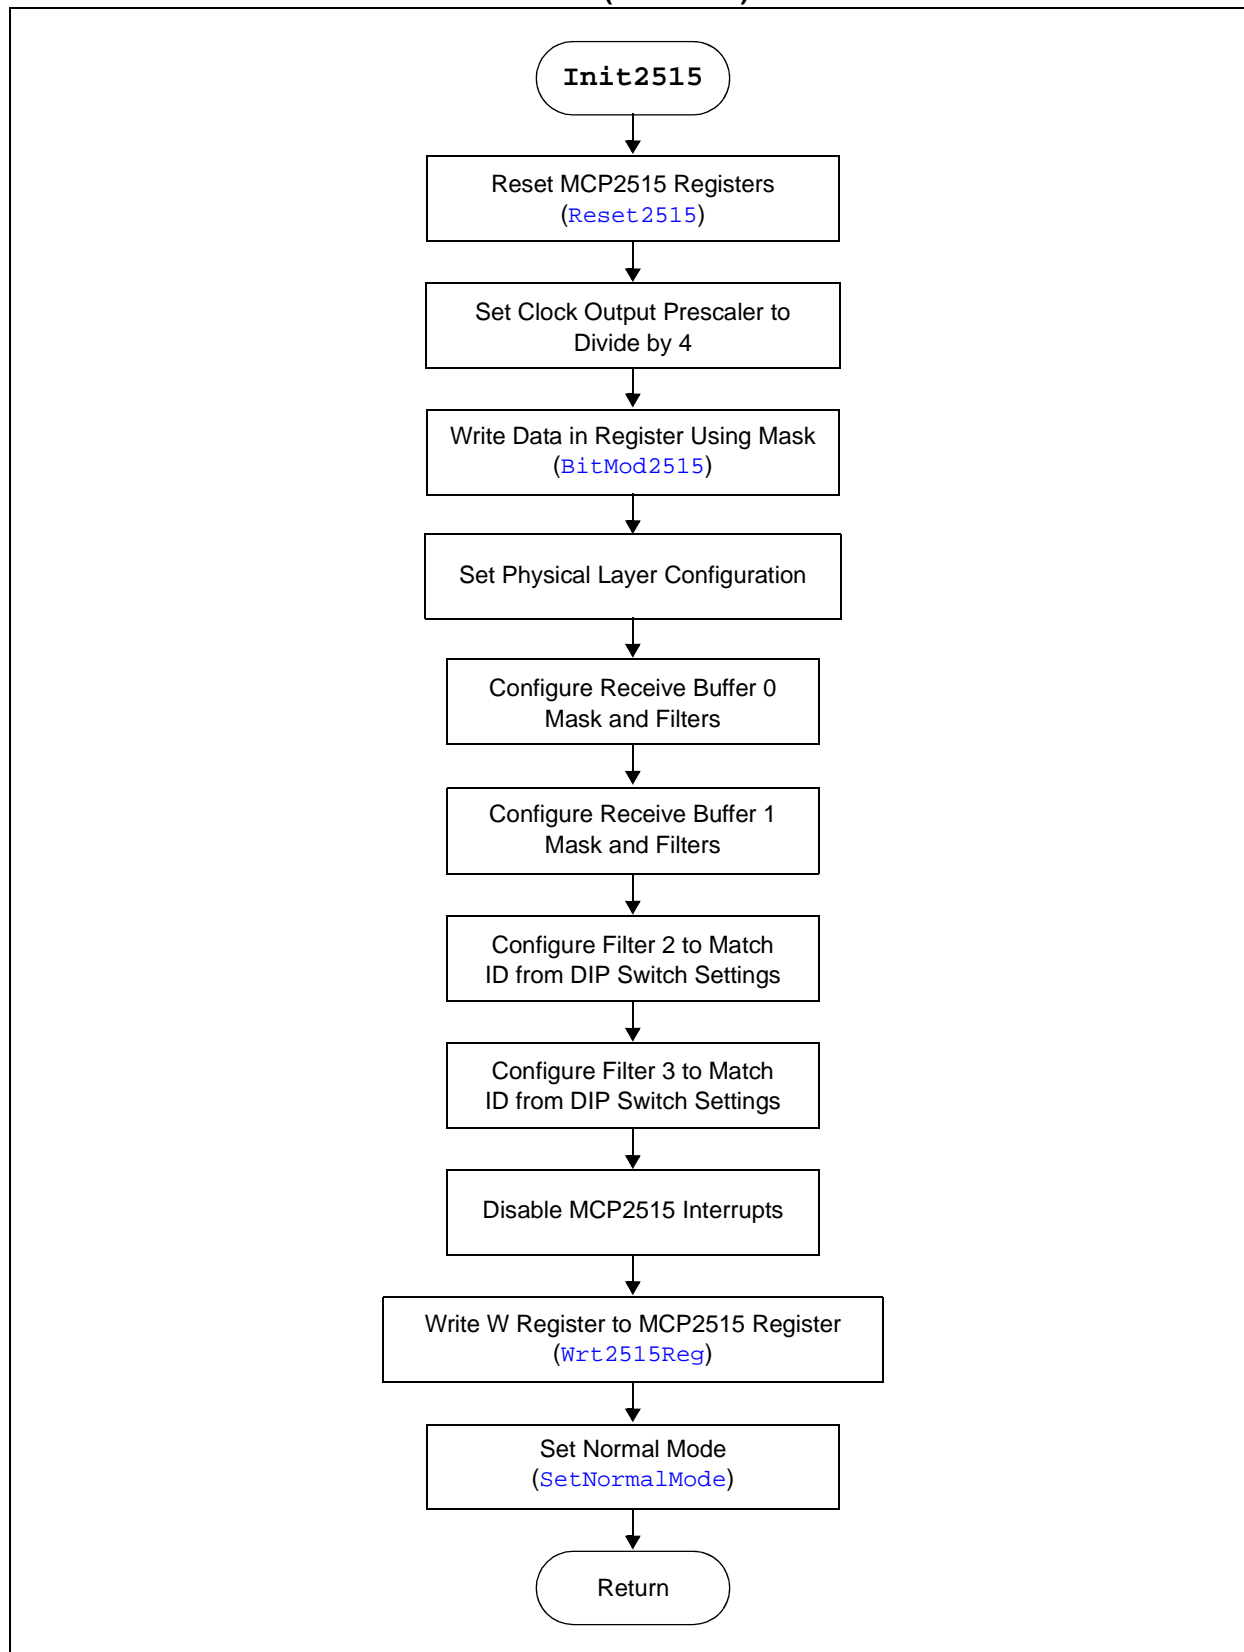 Init2515
Reset MCP2515 Registers
(Reset2515)
Set Clock Output Prescaler to
Divide by 4
Write Data in Register Using Mask
(BitMod2515)
Set Physical Layer Configuration
Configure Receive Buffer 0
Mask and Filters
Configure Receive Buffer 1
Mask and Filters
Configure Filter 2 to Match
ID from DIP Switch Settings
Configure Filter 3 to Match
ID from DIP Switch Settings
Disable MCP2515 Interrupts
Write W Register to MCP2515 Register
(Wrt2515Reg)
Set Normal Mode
(SetNormalMode)
Return